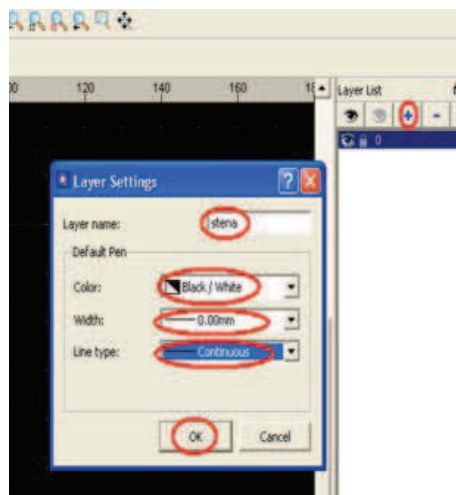 120 140 160 18
Layer List
0
Layer Settings
Layer name: stena
Default Pen
Color: Black / White
Width: 0.00mm
Line type: Continuous
OK Cancel